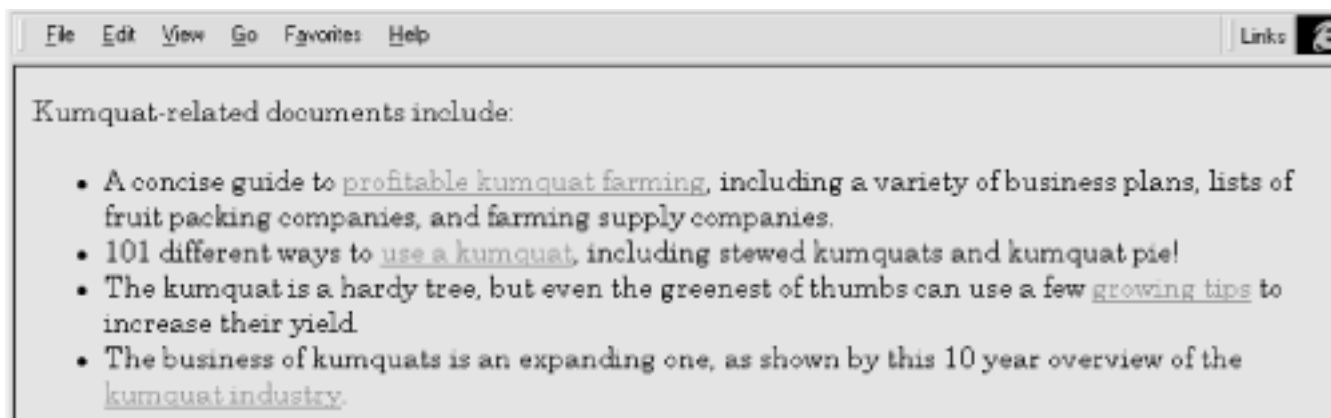 File Edit View Go Favorites Help Links
Kumquat-related documents include:
• A concise guide to profitable kumquat farming, including a variety of business plans, lists of
fruit packing companies, and farming supply companies.
• 101 different ways to use a kumquat, including stewed kumquats and kumquat pie!
• The kumquat is a hardy tree, but even the greenest of thumbs can use a few growing tips to
increase their yield.
• The business of kumquats is an expanding one, as shown by this 10 year overview of the
kumquat industry.